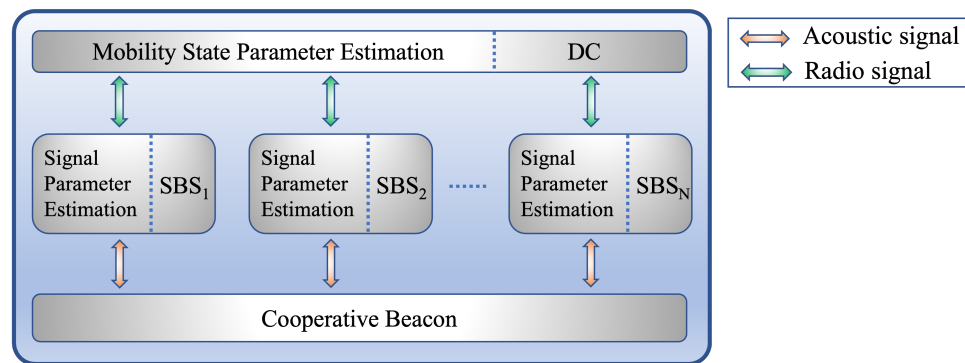 Mobility State Parameter Estimation DC
Acoustic signal
Radio signal
Signal
Parameter
Estimation
SBS₁
Signal
Parameter
Estimation
SBS₂
......
Signal
Parameter
Estimation
SBS_N
Cooperative Beacon